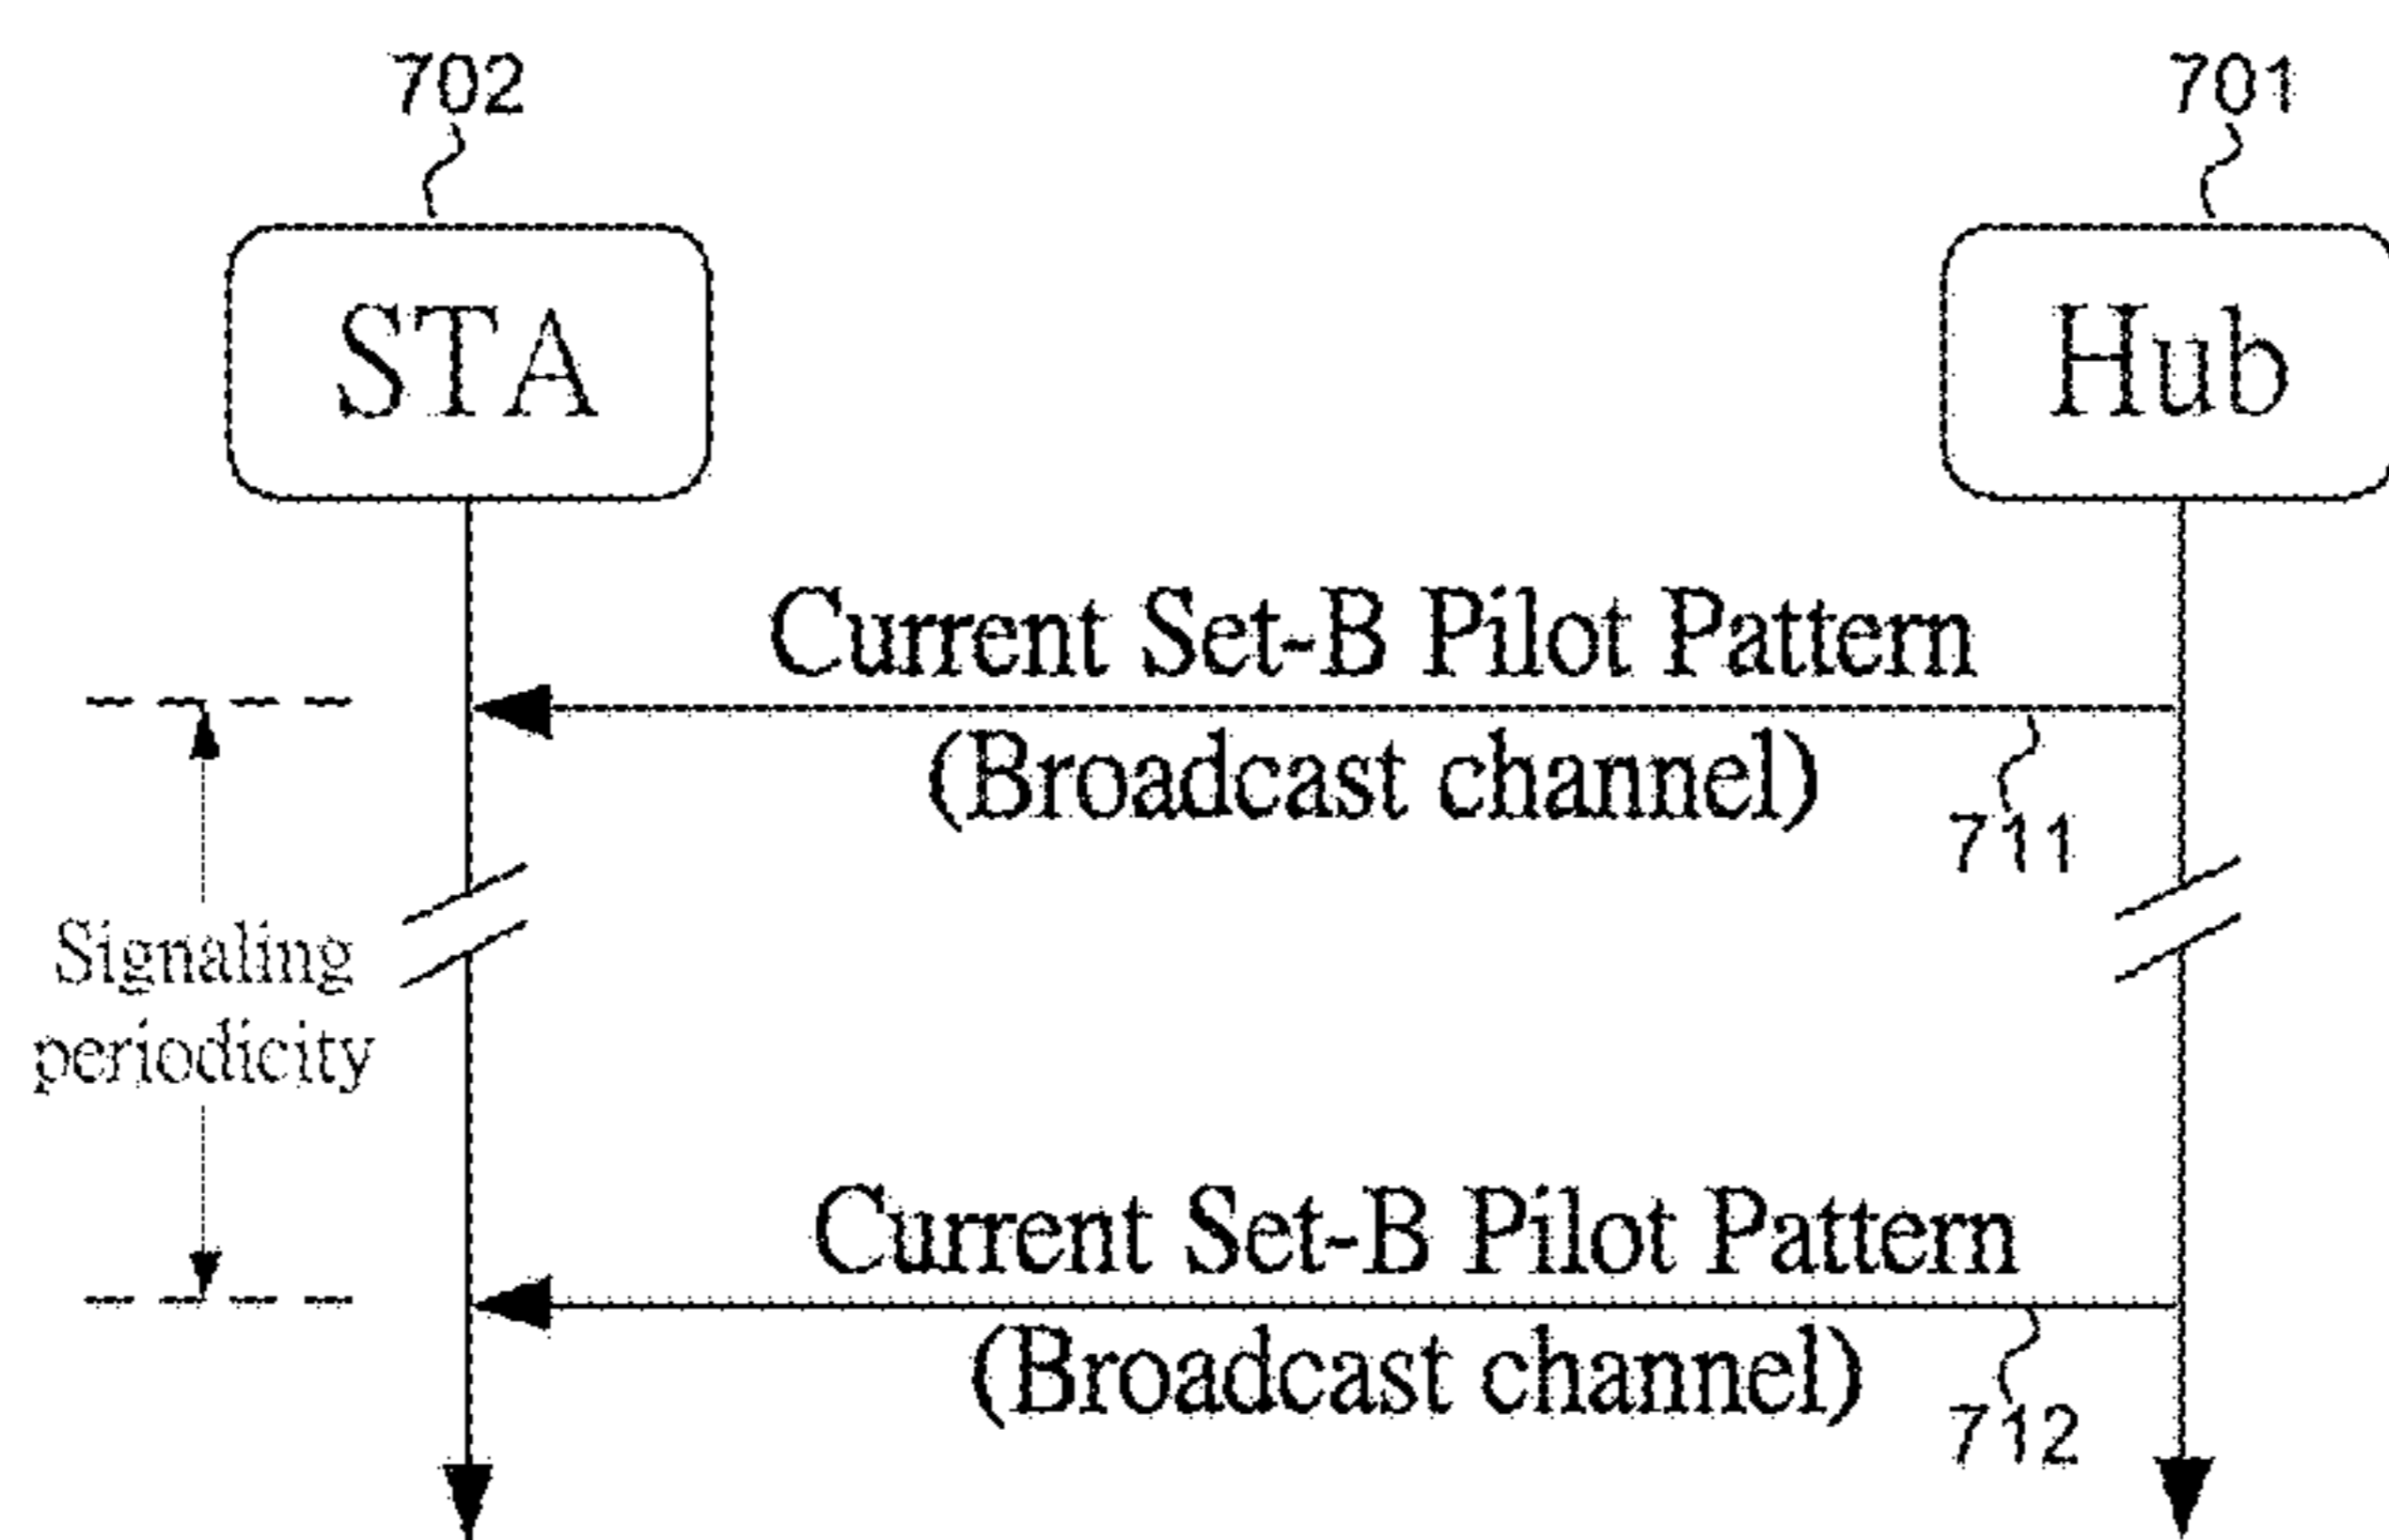 702
701
STA
Hub
Current Set-B Pilot Pattern
(Broadcast channel)
711
Signaling
periodicity
Current Set-B Pilot Pattern
(Broadcast channel)
712